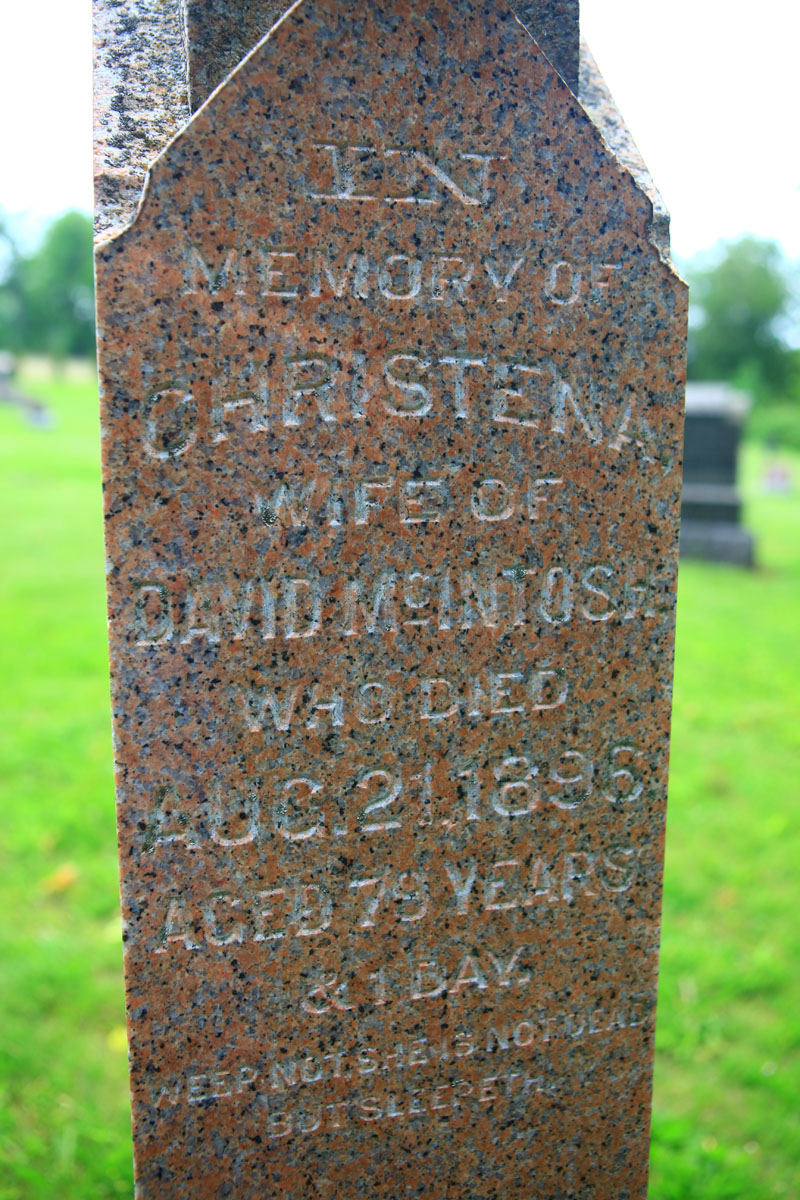 IN
MEMORY OF
CHRISTENA,
WIFE OF
DAVID McINTOSH
WHO DIED
AUG. 21, 1896.
AGED 79 YEARS
& 1 DAY.
WEEP NOT, SHE IS NOT DEAD
BUT SLEEPETH.